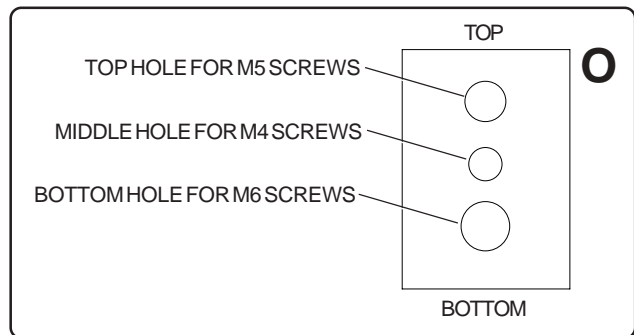 TOP
O
TOP HOLE FOR M5 SCREWS
MIDDLE HOLE FOR M4 SCREWS
BOTTOM HOLE FOR M6 SCREWS
BOTTOM